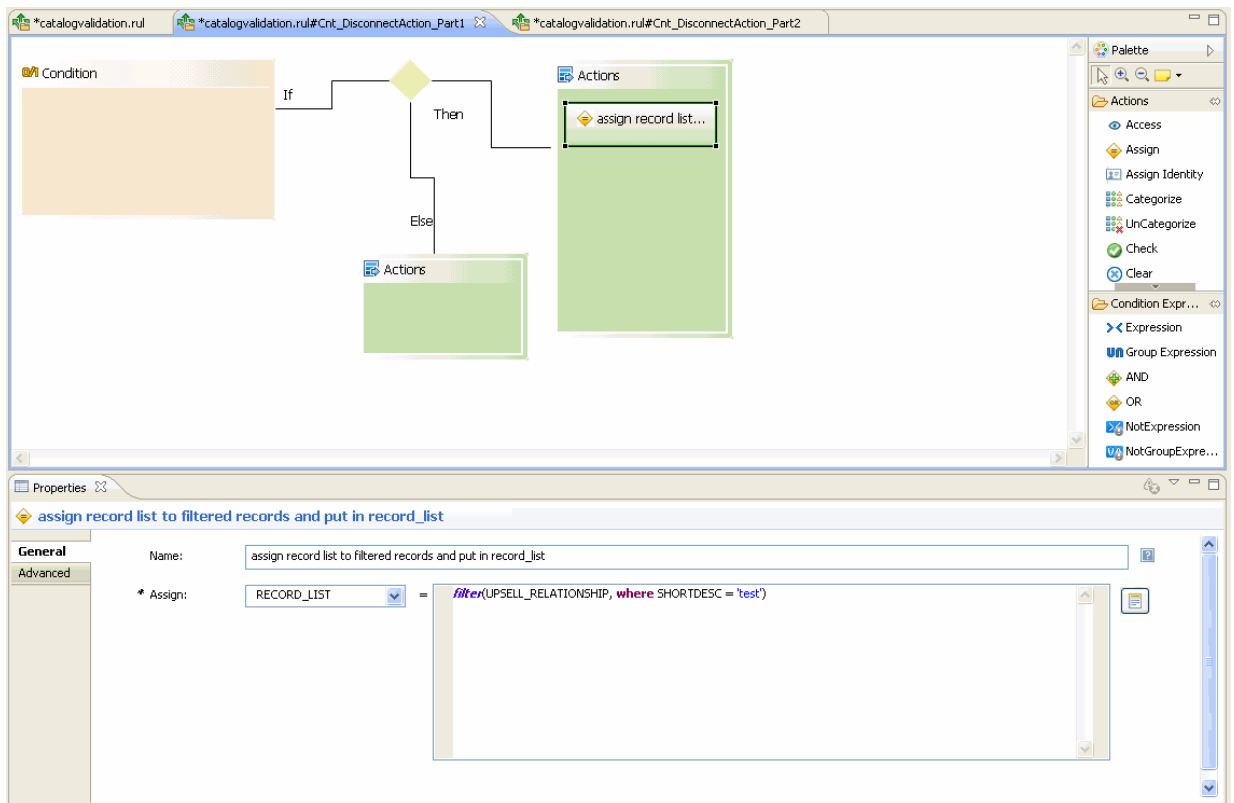 *catalogvalidation.rul
*catalogvalidation.rul#Cnt_DisconnectAction_Part1
*catalogvalidation.rul#Cnt_DisconnectAction_Part2
Condition
If
Then
Else
Actions
assign record list...
Actions
Palette
Actions
Access
Assign
Assign Identity
Categorize
UnCategorize
Check
Clear
Condition Expr...
Expression
Group Expression
AND
OR
NotExpression
NotGroupExpre...
Properties
assign record list to filtered records and put in record_list
General
Advanced
Name:
assign record list to filtered records and put in record_list
* Assign:
RECORD_LIST
=
filter(UPSELL_RELATIONSHIP, where SHORTDESC = 'test')